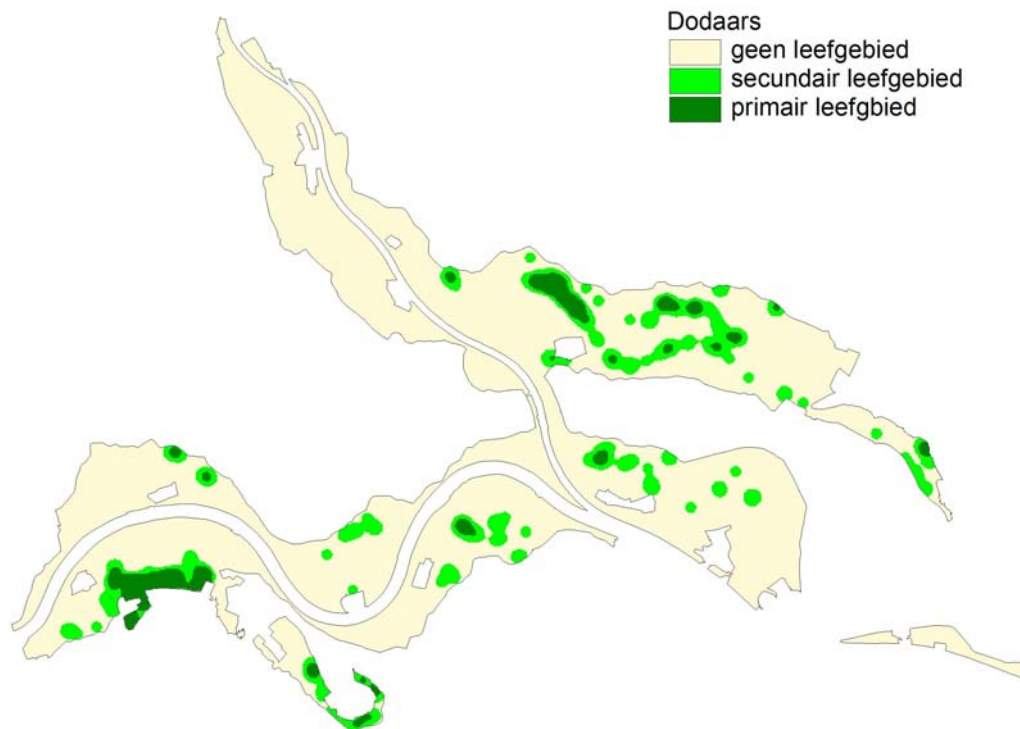 Dodaars
geen leefgebied
secundair leefgebied
primair leefgbied